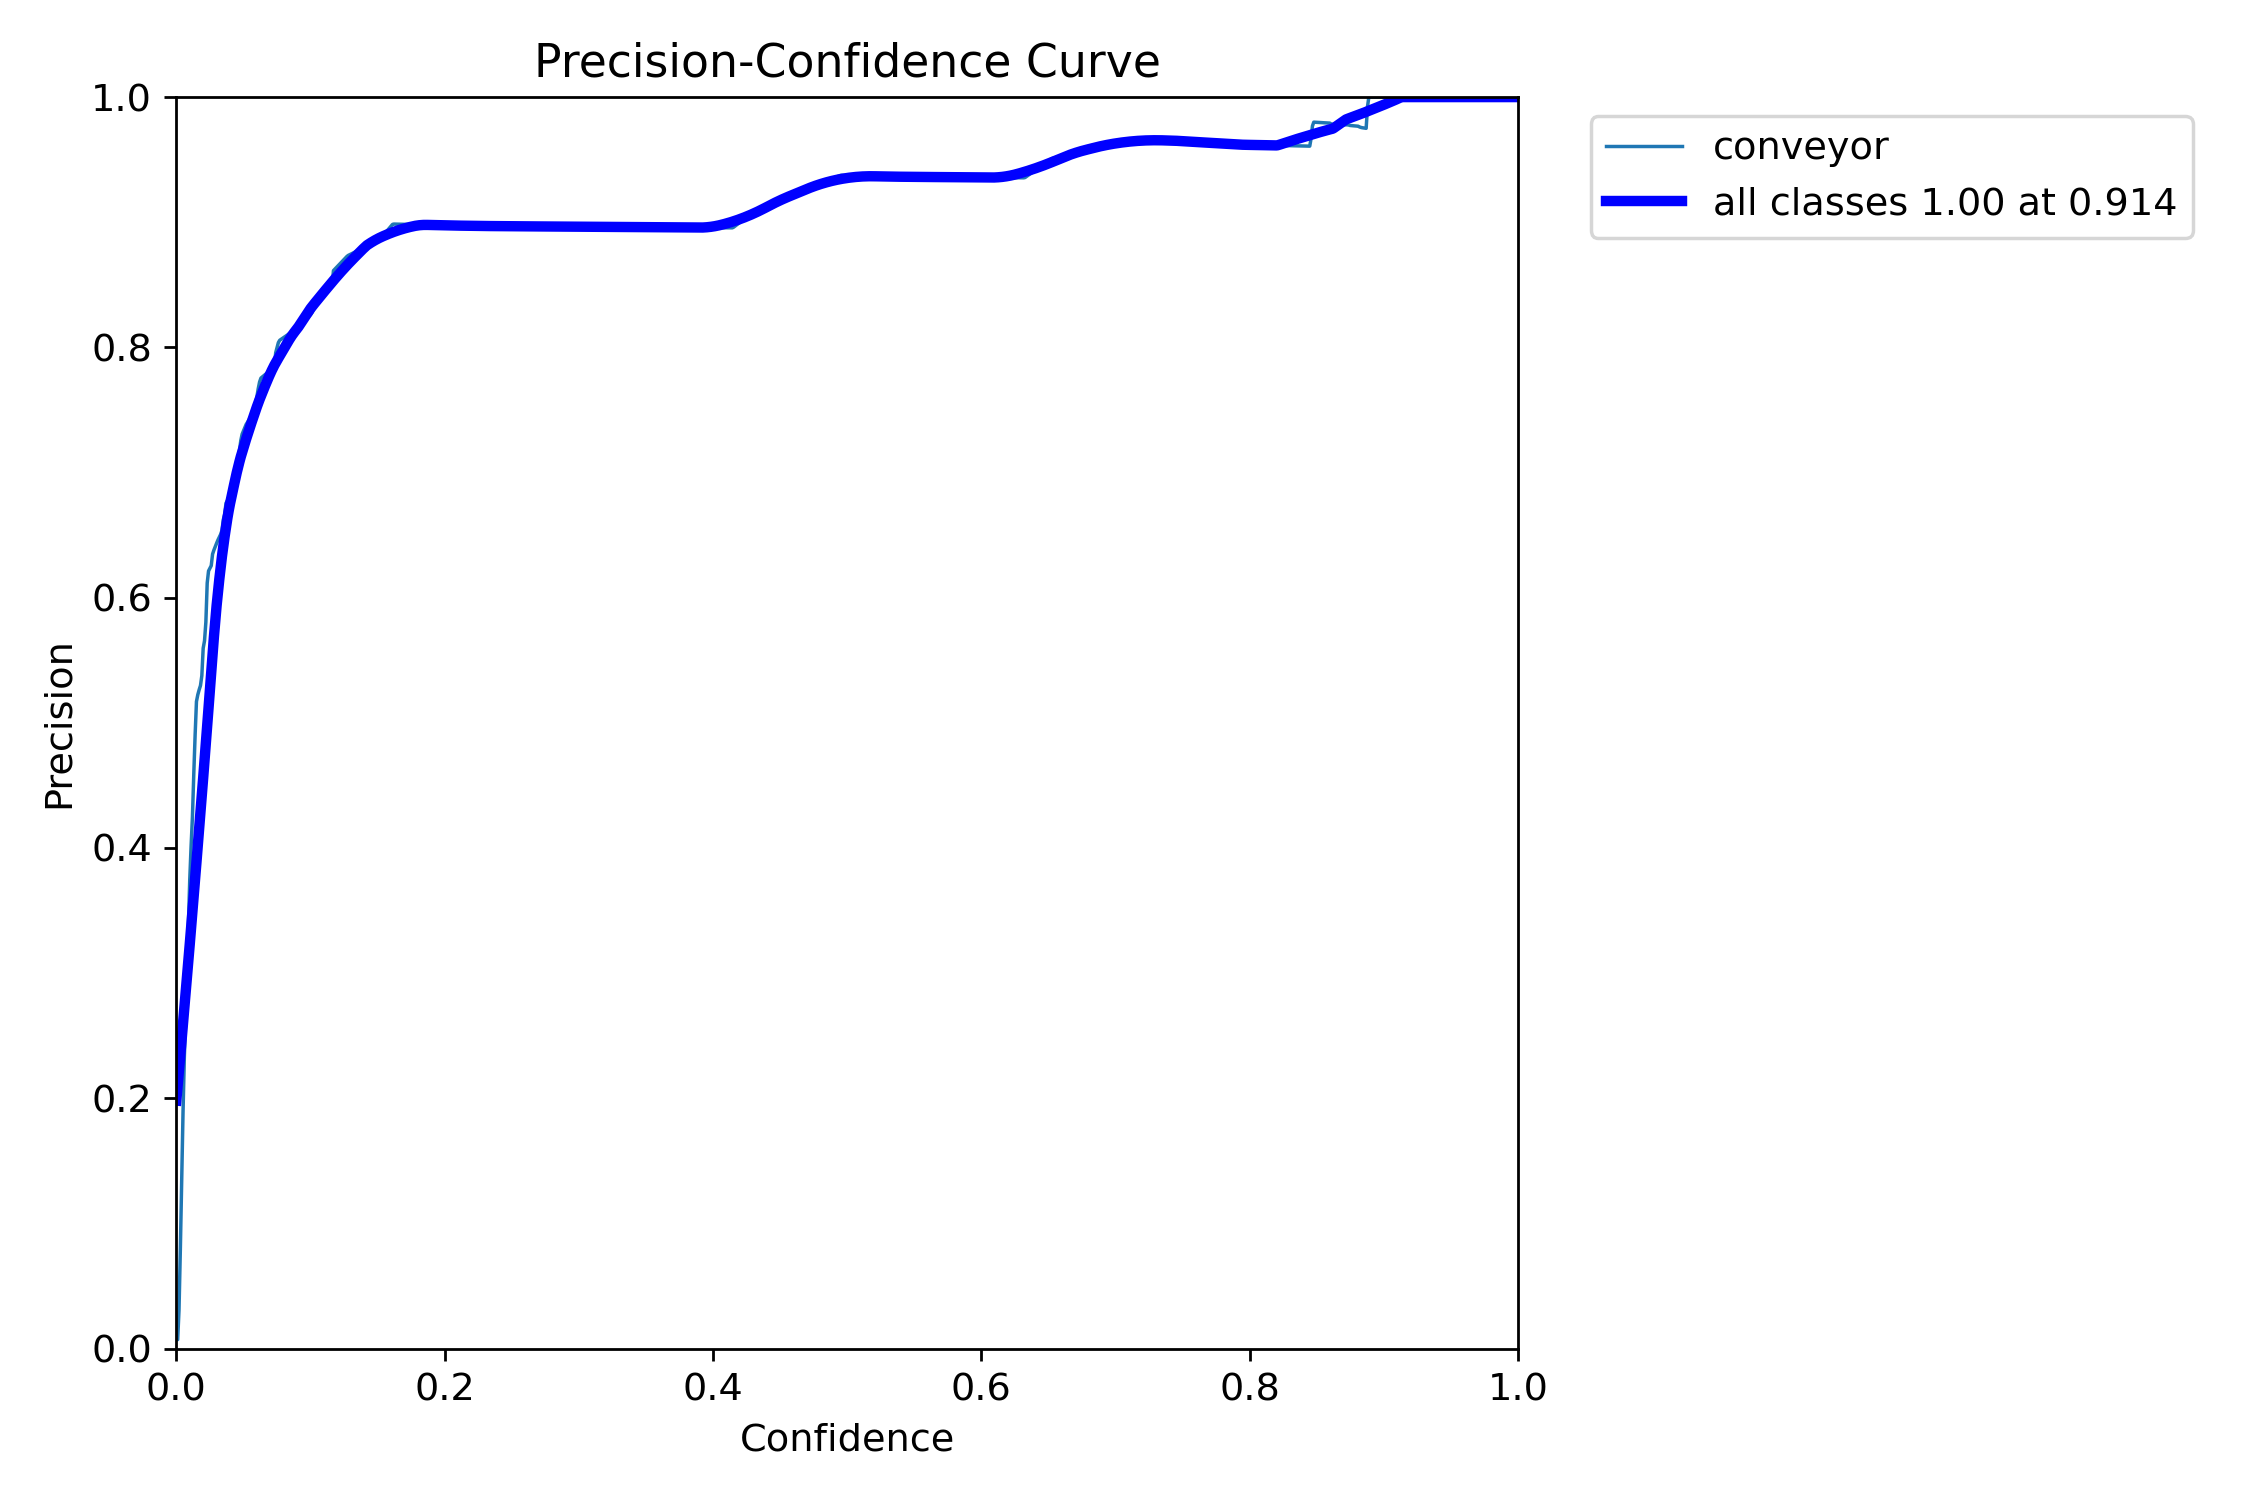 Precision-Confidence Curve
conveyor
all classes 1.00 at 0.914
Precision
1.0
0.8
0.6
0.4
0.2
0.0
0.0 0.2 0.4 0.6 0.8 1.0
Confidence